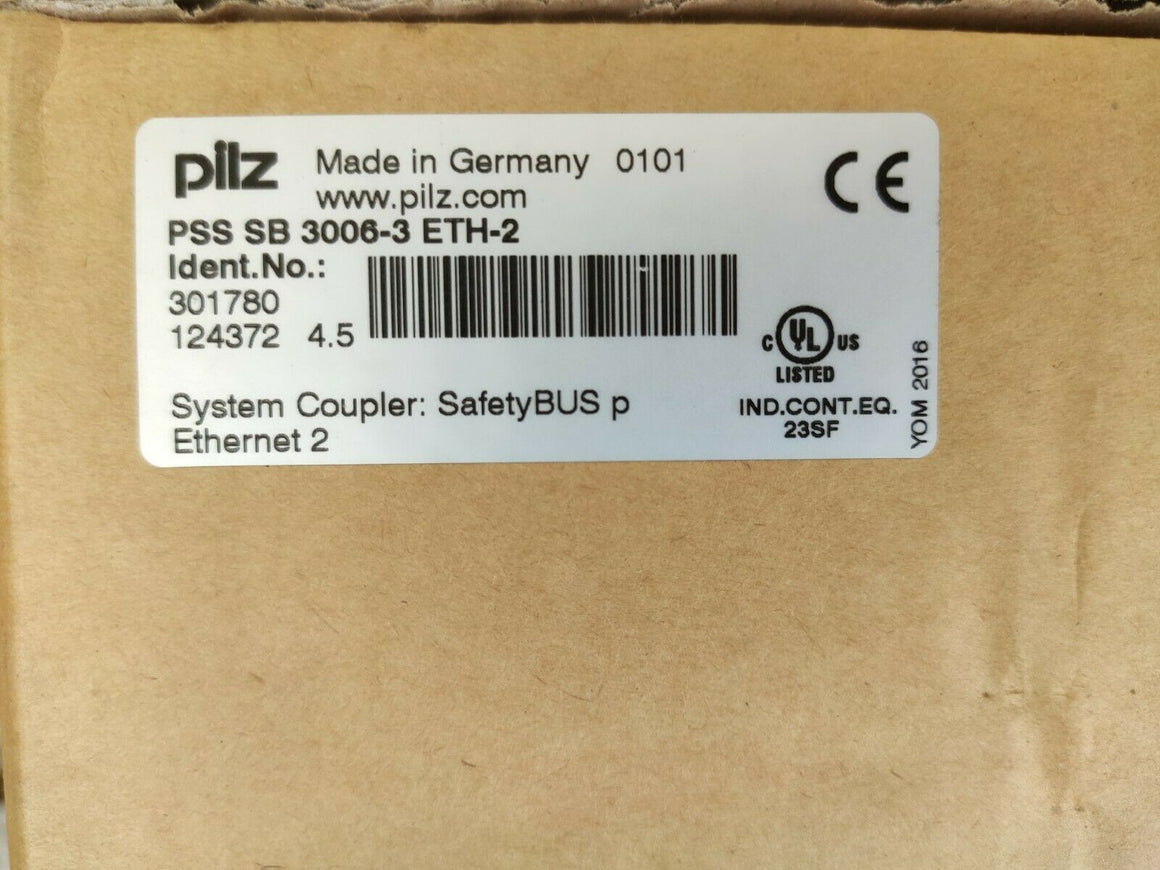 pilz Made in Germany 0101
www.pilz.com
CE
PSS SB 3006-3 ETH-2
Ident.No.:
301780
124372 4.5
System Coupler: SafetyBUS p
Ethernet 2
C UL US
LISTED
IND.CONT.EQ.
23SF
YOM 2016